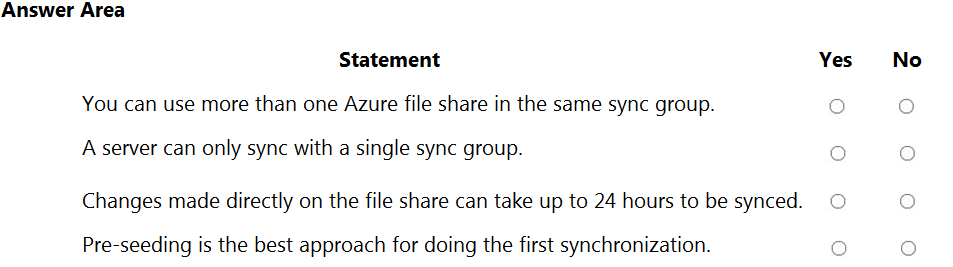 Answer Area
Statement Yes No
You can use more than one Azure file share in the same sync group.
A server can only sync with a single sync group.
Changes made directly on the file share can take up to 24 hours to be synced.
Pre-seeding is the best approach for doing the first synchronization.